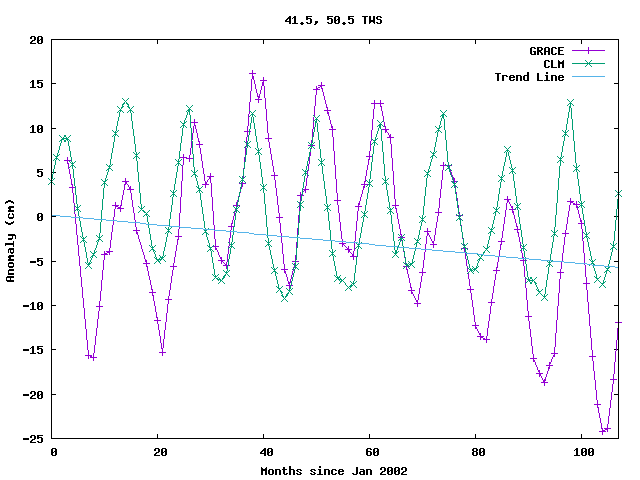 41.5, 50.5 TWS
GRACE
CLM
Trend Line
20
15
10
5
0
-5
-10
-15
-20
-25
Anomaly (cm)
0 20 40 60 80 100
Months since Jan 2002